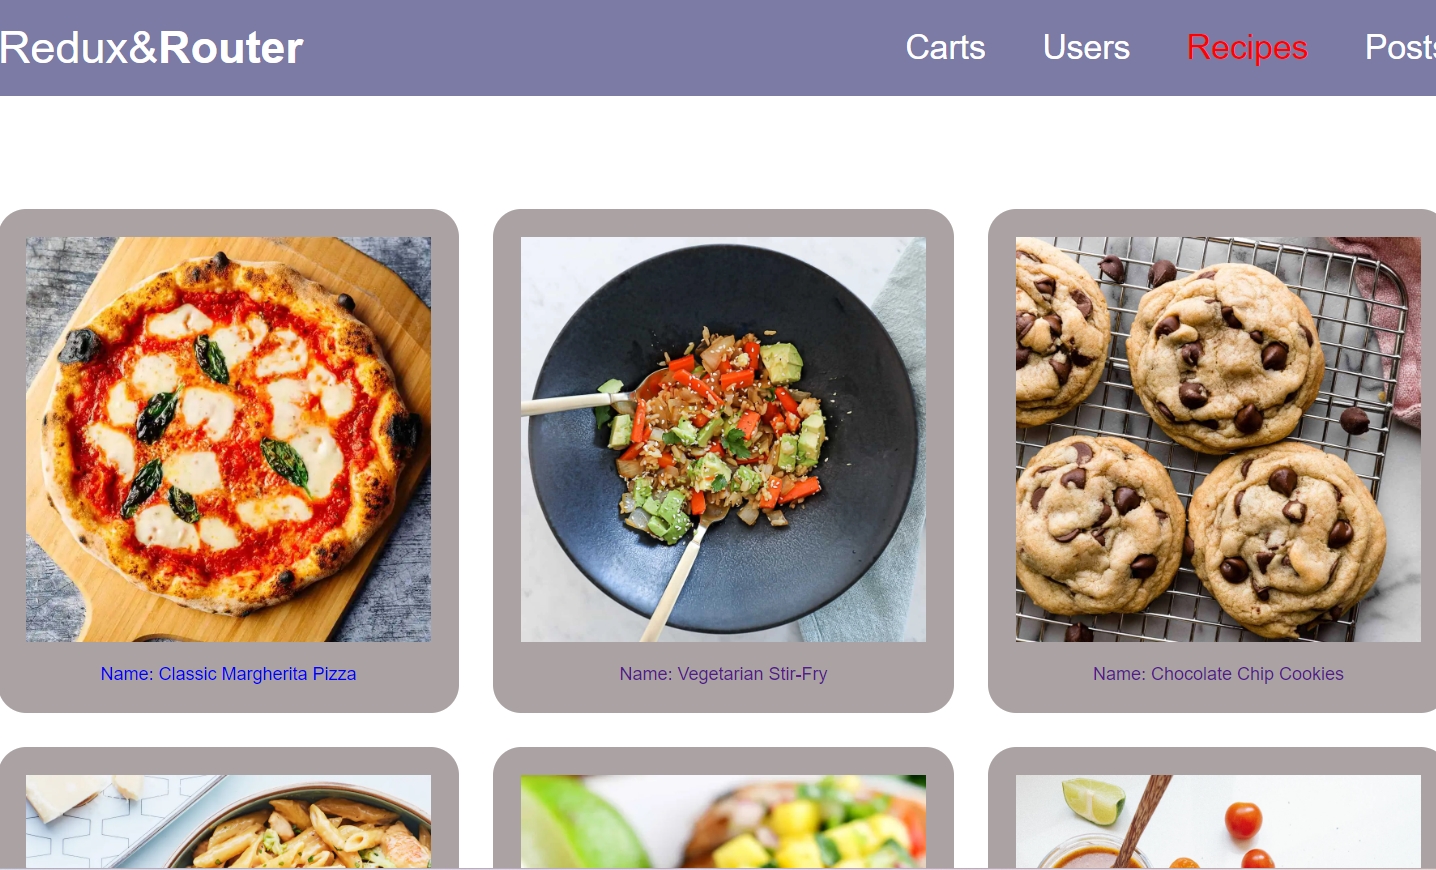 Redux&Router
Carts Users Recipes Posts
Name: Classic Margherita Pizza
Name: Vegetarian Stir-Fry
Name: Chocolate Chip Cookies